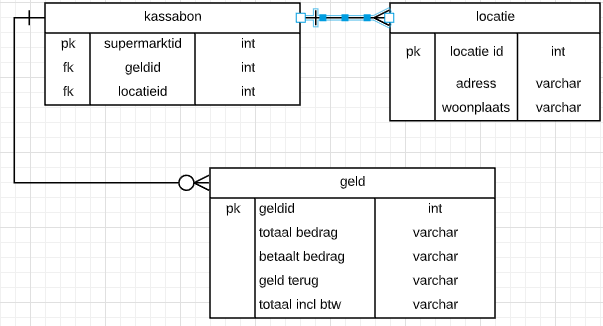 kassabon
pk supermarktid int
fk geldid int
fk locatieid int
locatie
pk locatie id int
adress varchar
woonplaats varchar
geld
pk geldid int
totaal bedrag varchar
betaalt bedrag varchar
geld terug varchar
totaal incl btw varchar